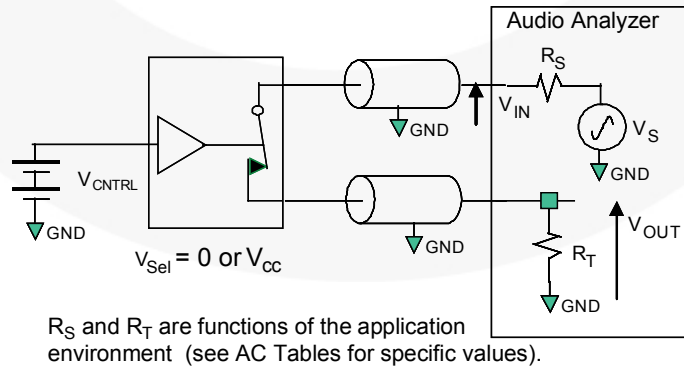 Audio Analyzer
R_S
V_IN
GND
V_S
GND
V_CNTRL
GND
GND
V_OUT
R_T
V_Sel = 0 or V_cc
GND
R_S and R_T are functions of the application
environment (see AC Tables for specific values).